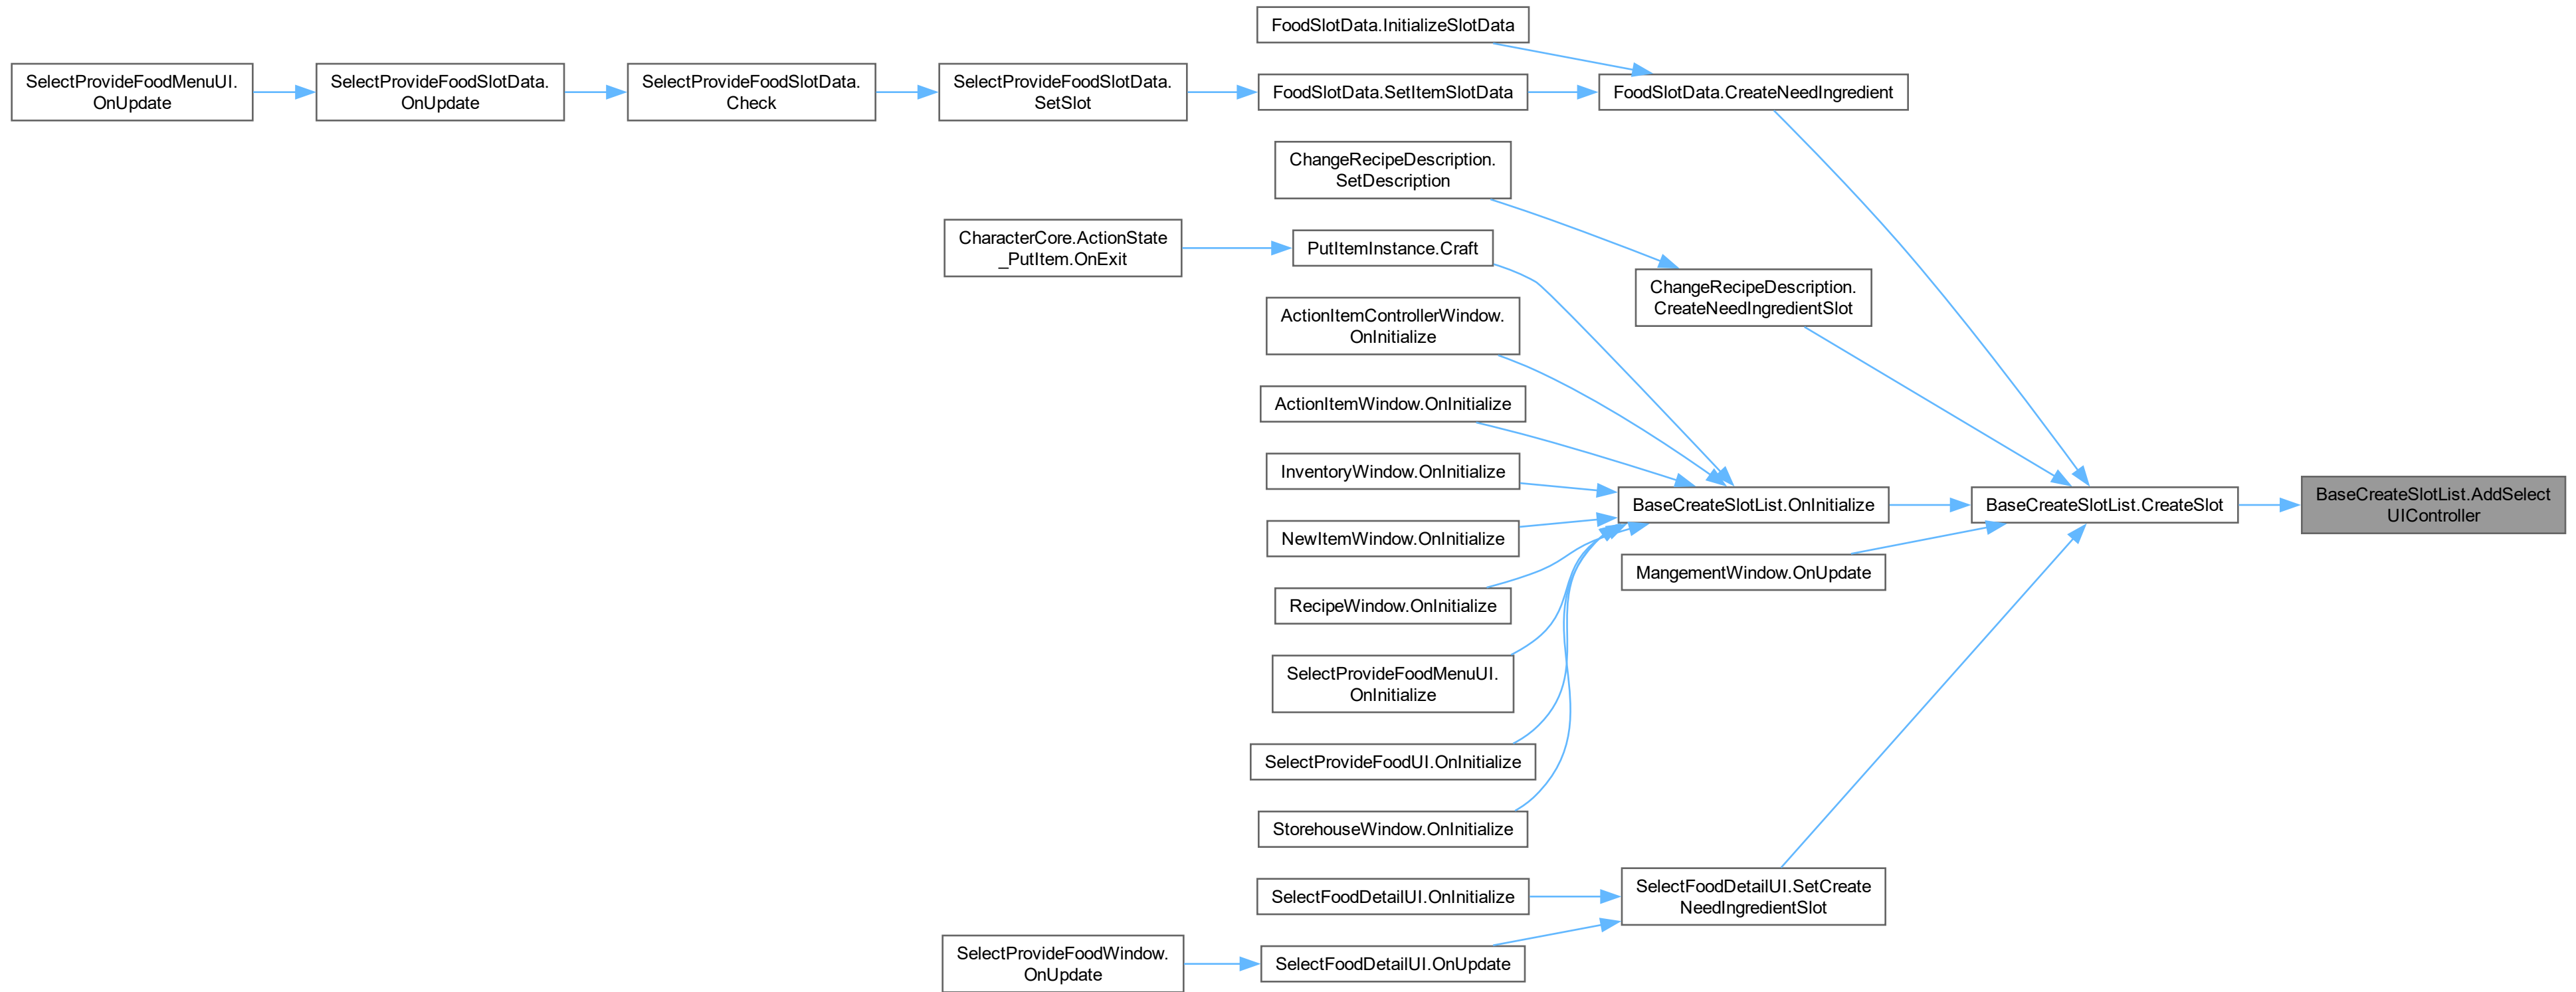 FoodSlotData.InitializeSlotData
SelectProvideFoodMenuUI.
OnUpdate
SelectProvideFoodSlotData.
OnUpdate
SelectProvideFoodSlotData.
Check
SelectProvideFoodSlotData.
SetSlot
FoodSlotData.SetItemSlotData
FoodSlotData.CreateNeedIngredient
ChangeRecipeDescription.
SetDescription
CharacterCore.ActionState
_PutItem.OnExit
PutItemInstance.Craft
ChangeRecipeDescription.
CreateNeedIngredientSlot
ActionItemControllerWindow.
OnInitialize
ActionItemWindow.OnInitialize
InventoryWindow.OnInitialize
BaseCreateSlotList.OnInitialize
BaseCreateSlotList.CreateSlot
BaseCreateSlotList.AddSelect
UIController
NewItemWindow.OnInitialize
MangementWindow.OnUpdate
RecipeWindow.OnInitialize
SelectProvideFoodMenuUI.
OnInitialize
SelectProvideFoodUI.OnInitialize
StorehouseWindow.OnInitialize
SelectFoodDetailUI.OnInitialize
SelectFoodDetailUI.SetCreate
NeedIngredientSlot
SelectProvideFoodWindow.
OnUpdate
SelectFoodDetailUI.OnUpdate